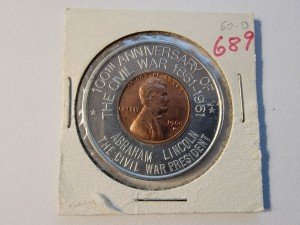 60-D
689
100TH ANNIVERSARY OF
THE CIVIL WAR 1861-1961
LIBERTY
1960
D
ABRAHAM LINCOLN
THE CIVIL WAR PRESIDENT